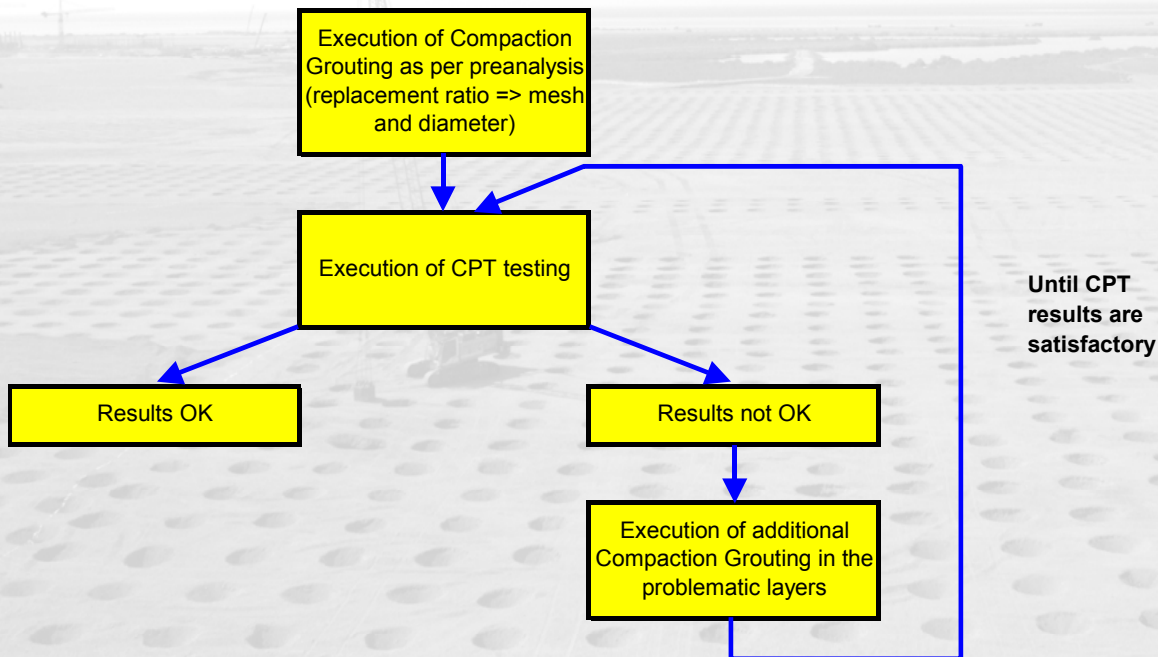 Execution of Compaction
Grouting as per preanalysis
(replacement ratio => mesh
and diameter)
Execution of CPT testing
Until CPT
results are
satisfactory
Results OK
Results not OK
Execution of additional
Compaction Grouting in the
problematic layers